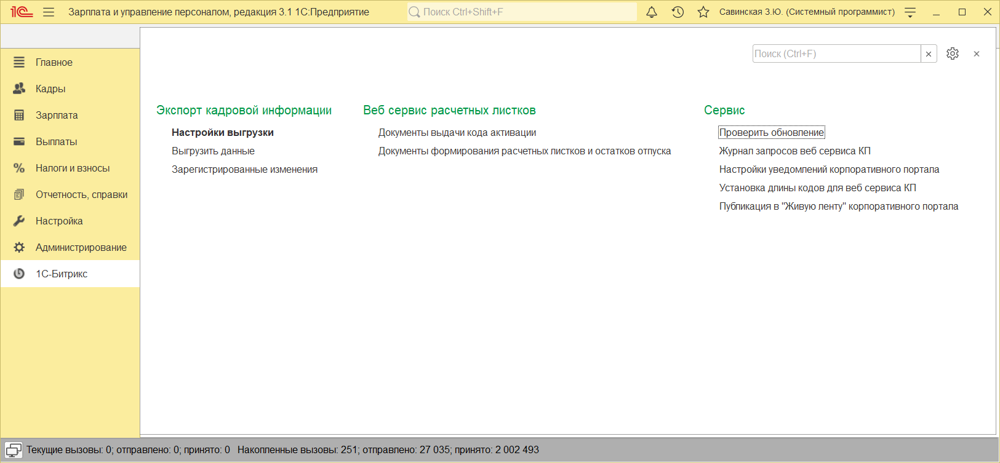 1С Зарплата и управление персоналом, редакция 3.1 1С:Предприятие Поиск Ctrl+Shift+F Савинская З.Ю. (Системный программист)
Поиск (Ctrl+F)
Главное
Кадры
Зарплата
Выплаты
Налоги и взносы
Отчетность, справки
Настройка
Администрирование
1С-Битрикс
Экспорт кадровой информации
Настройки выгрузки
Выгрузить данные
Зарегистрированные изменения
Веб сервис расчетных листков
Документы выдачи кода активации
Документы формирования расчетных листков и остатков отпуска
Сервис
Проверить обновление
Журнал запросов веб сервиса КП
Настройки уведомлений корпоративного портала
Установка длины кодов для веб сервиса КП
Публикация в "Живую ленту" корпоративного портала
Текущие вызовы: 0; отправлено: 0; принято: 0 Накопленные вызовы: 251; отправлено: 27 035; принято: 2 002 493